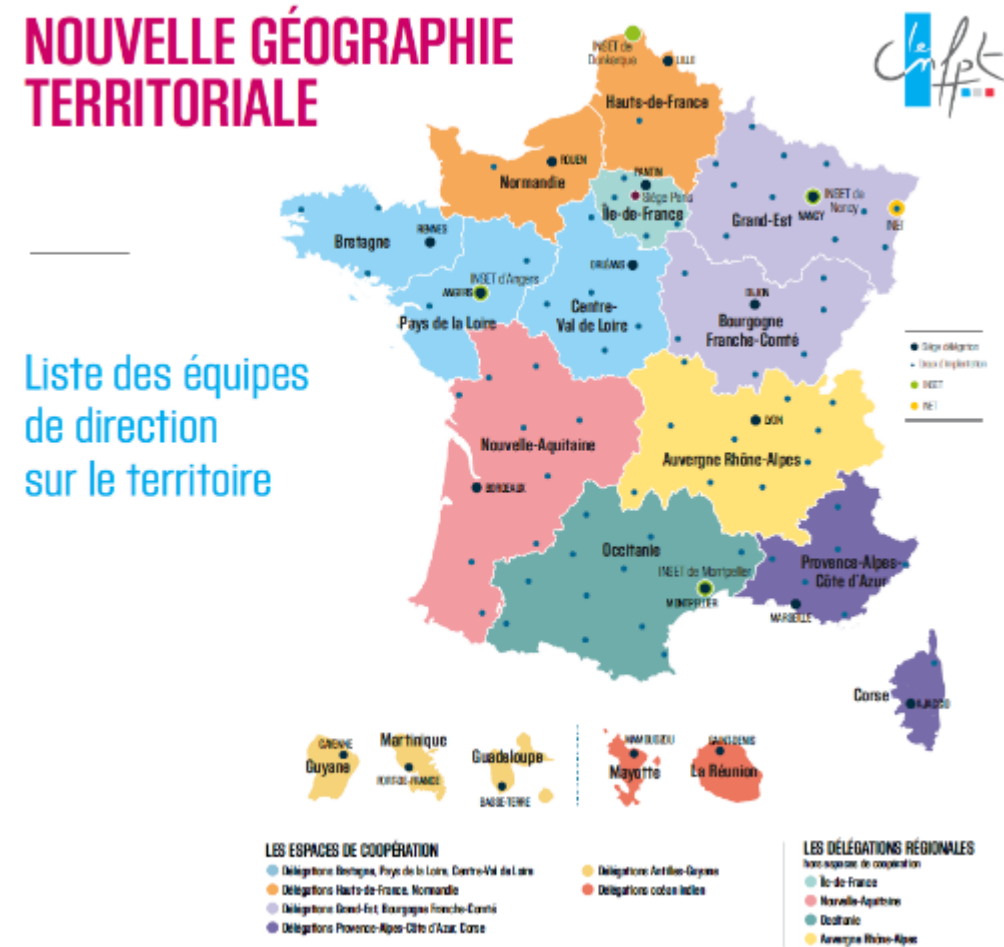 NOUVELLE GÉOGRAPHIE
TERRITORIALE
le cnfpt
Liste des équipes
de direction
sur le territoire
INSET de
Dunkerque
LILLE
Hauts-de-France
ROUEN
Normandie
PANTIN
Siège Paris
Île-de-France
INSET de
Nancy
NANCY
Grand-Est
INET
Bretagne
RENNES
ORLÉANS
INSET d'Angers
ANGERS
Pays de la Loire
Centre-
Val de Loire
DIJON
Bourgogne
Franche-Comté
Siège délégation
Lieux d'implantation
INSET
INET
Nouvelle-Aquitaine
BORDEAUX
LYON
Auvergne Rhône-Alpes
Occitanie
INSET de Montpellier
MONTPELLIER
Provence-Alpes-
Côte d'Azur
MARSEILLE
Corse
AJACCIO
CAYENNE
Guyane
Martinique
FORT-DE-FRANCE
Guadeloupe
BASSE-TERRE
MAMOUDZOU
Mayotte
SAINT-DENIS
La Réunion
LES ESPACES DE COOPÉRATION
Délégations Bretagne, Pays de la Loire, Centre-Val de Loire
Délégations Hauts-de-France, Normandie
Délégations Grand-Est, Bourgogne Franche-Comté
Délégations Provence-Alpes-Côte d'Azur, Corse
Délégations Antilles-Guyane
Délégations océan Indien
LES DÉLÉGATIONS RÉGIONALES
hors espaces de coopération
Île-de-France
Nouvelle-Aquitaine
Occitanie
Auvergne Rhône-Alpes